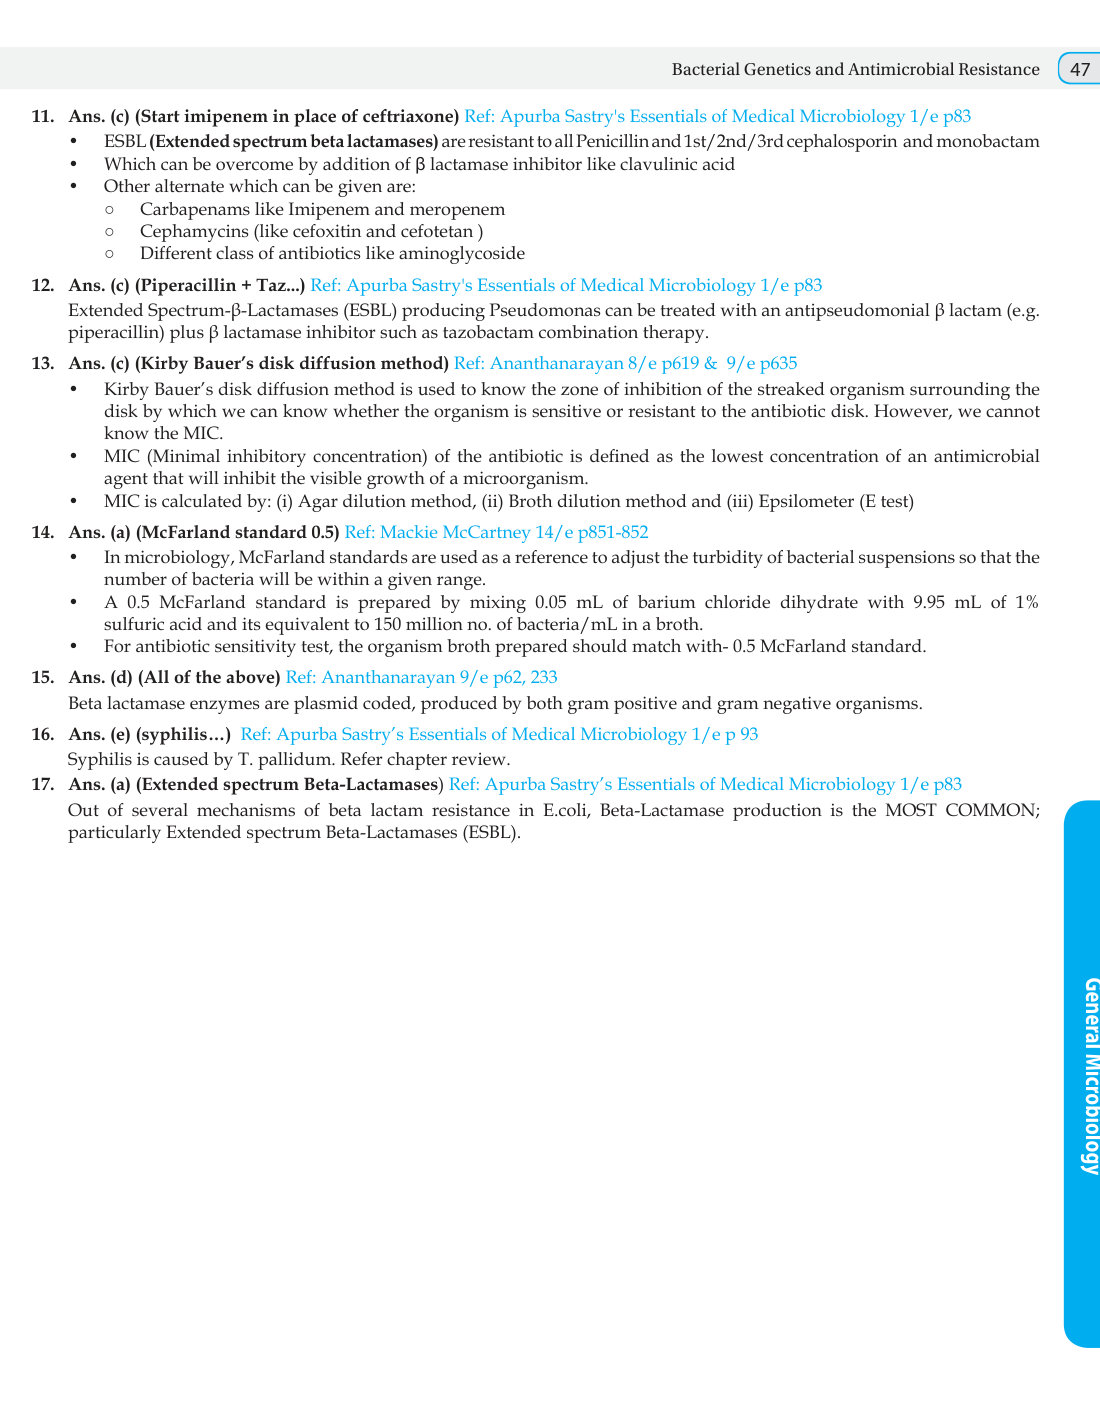 Bacterial Genetics and Antimicrobial Resistance 47
11. Ans. (c) (Start imipenem in place of ceftriaxone) Ref: Apurba Sastry's Essentials of Medical Microbiology 1/e p83
• ESBL (Extended spectrum beta lactamases) are resistant to all Penicillin and 1st/2nd/3rd cephalosporin and monobactam
• Which can be overcome by addition of β lactamase inhibitor like clavulinic acid
• Other alternate which can be given are:
○ Carbapenams like Imipenem and meropenem
○ Cephamycins (like cefoxitin and cefotetan )
○ Different class of antibiotics like aminoglycoside
12. Ans. (c) (Piperacillin + Taz...) Ref: Apurba Sastry's Essentials of Medical Microbiology 1/e p83
Extended Spectrum-β-Lactamases (ESBL) producing Pseudomonas can be treated with an antipseudomonial β lactam (e.g.
piperacillin) plus β lactamase inhibitor such as tazobactam combination therapy.
13. Ans. (c) (Kirby Bauer’s disk diffusion method) Ref: Ananthanarayan 8/e p619 & 9/e p635
• Kirby Bauer’s disk diffusion method is used to know the zone of inhibition of the streaked organism surrounding the
disk by which we can know whether the organism is sensitive or resistant to the antibiotic disk. However, we cannot
know the MIC.
• MIC (Minimal inhibitory concentration) of the antibiotic is defined as the lowest concentration of an antimicrobial
agent that will inhibit the visible growth of a microorganism.
• MIC is calculated by: (i) Agar dilution method, (ii) Broth dilution method and (iii) Epsilometer (E test)
14. Ans. (a) (McFarland standard 0.5) Ref: Mackie McCartney 14/e p851-852
• In microbiology, McFarland standards are used as a reference to adjust the turbidity of bacterial suspensions so that the
number of bacteria will be within a given range.
• A 0.5 McFarland standard is prepared by mixing 0.05 mL of barium chloride dihydrate with 9.95 mL of 1%
sulfuric acid and its equivalent to 150 million no. of bacteria/mL in a broth.
• For antibiotic sensitivity test, the organism broth prepared should match with- 0.5 McFarland standard.
15. Ans. (d) (All of the above) Ref: Ananthanarayan 9/e p62, 233
Beta lactamase enzymes are plasmid coded, produced by both gram positive and gram negative organisms.
16. Ans. (e) (syphilis…) Ref: Apurba Sastry’s Essentials of Medical Microbiology 1/e p 93
Syphilis is caused by T. pallidum. Refer chapter review.
17. Ans. (a) (Extended spectrum Beta-Lactamases) Ref: Apurba Sastry’s Essentials of Medical Microbiology 1/e p83
Out of several mechanisms of beta lactam resistance in E.coli, Beta-Lactamase production is the MOST COMMON;
particularly Extended spectrum Beta-Lactamases (ESBL).
General Microbiology